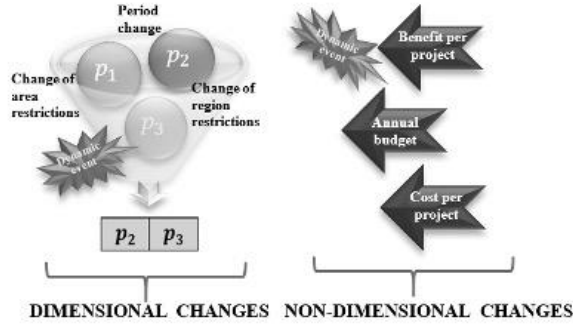 Period
change
p₁
p₂
Change of
area
restrictions
Change of
region
restrictions
p₃
Dynamic
event
p₂ p₃
DIMENSIONAL CHANGES
Dynamic
event
Benefit per
project
Annual
budget
Cost per
project
NON-DIMENSIONAL CHANGES